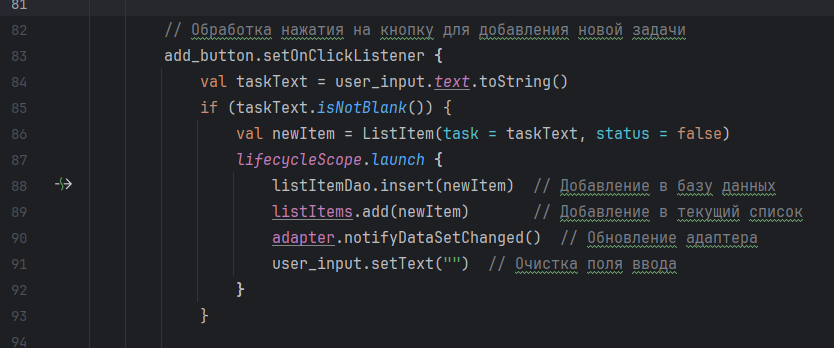 81
82 // Обработка нажатия на кнопку для добавления новой задачи
83 add_button.setOnClickListener {
84 val taskText = user_input.text.toString()
85 if (taskText.isNotBlank()) {
86 val newItem = ListItem(task = taskText, status = false)
87 lifecycleScope.launch {
88 listItemDao.insert(newItem) // Добавление в базу данных
89 listItems.add(newItem) // Добавление в текущий список
90 adapter.notifyDataSetChanged() // Обновление адаптера
91 user_input.setText("") // Очистка поля ввода
92 }
93 }
94